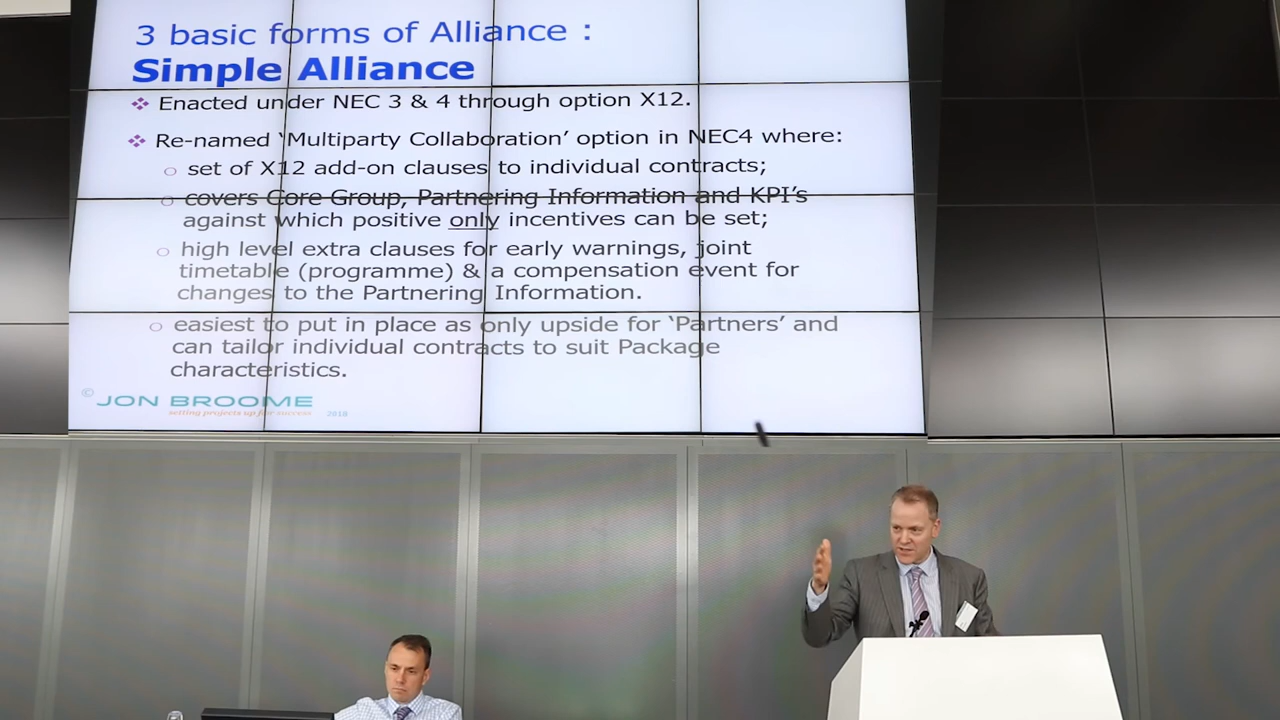 3 basic forms of Alliance :
Simple Alliance
Enacted under NEC 3 & 4 through option X12.
Re-named ‘Multiparty Collaboration’ option in NEC4 where:
set of X12 add-on clauses to individual contracts;
covers Core Group, Partnering Information and KPI’s
against which positive only incentives can be set;
high level extra clauses for early warnings, joint
timetable (programme) & a compensation event for
changes to the Partnering Information.
easiest to put in place as only upside for ‘Partners’ and
can tailor individual contracts to suit Package
characteristics.
© JON BROOME
setting projects up for success 2018